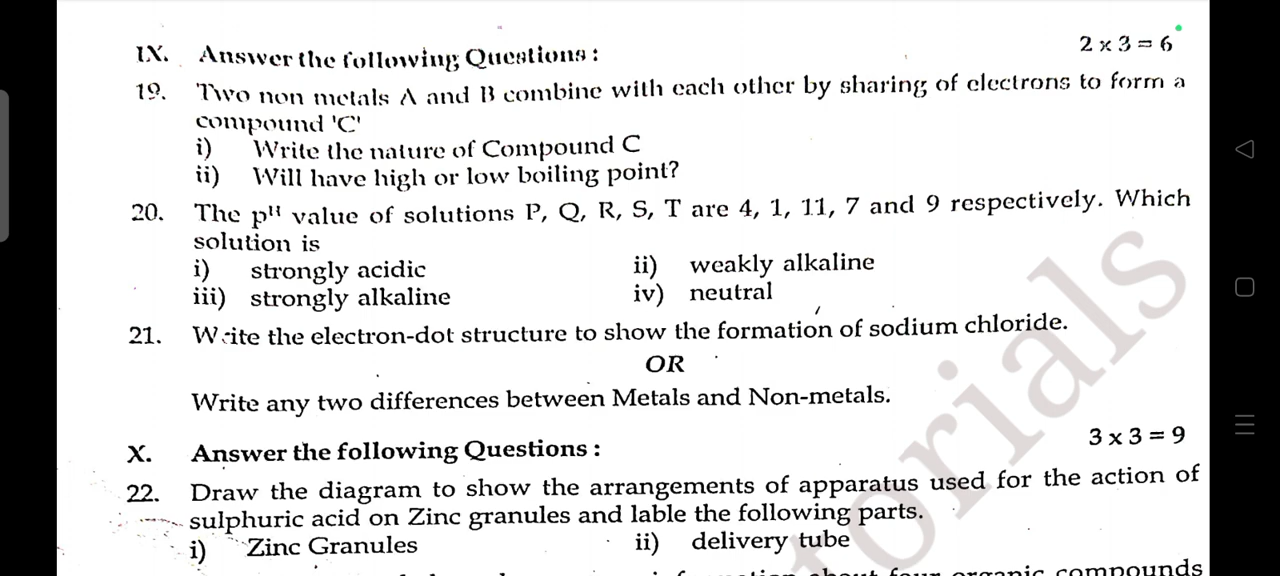 IX. Answer the following Questions : 2 x 3 = 6
19. Two non metals A and B combine with each other by sharing of electrons to form a
compound 'C'
i) Write the nature of Compound C
ii) Will have high or low boiling point?
20. The pH value of solutions P, Q, R, S, T are 4, 1, 11, 7 and 9 respectively. Which
solution is
i) strongly acidic ii) weakly alkaline
iii) strongly alkaline iv) neutral
21. Write the electron-dot structure to show the formation of sodium chloride.
OR
Write any two differences between Metals and Non-metals.
X. Answer the following Questions : 3 x 3 = 9
22. Draw the diagram to show the arrangements of apparatus used for the action of
sulphuric acid on Zinc granules and lable the following parts.
i) Zinc Granules ii) delivery tube
about four organic compounds
torials